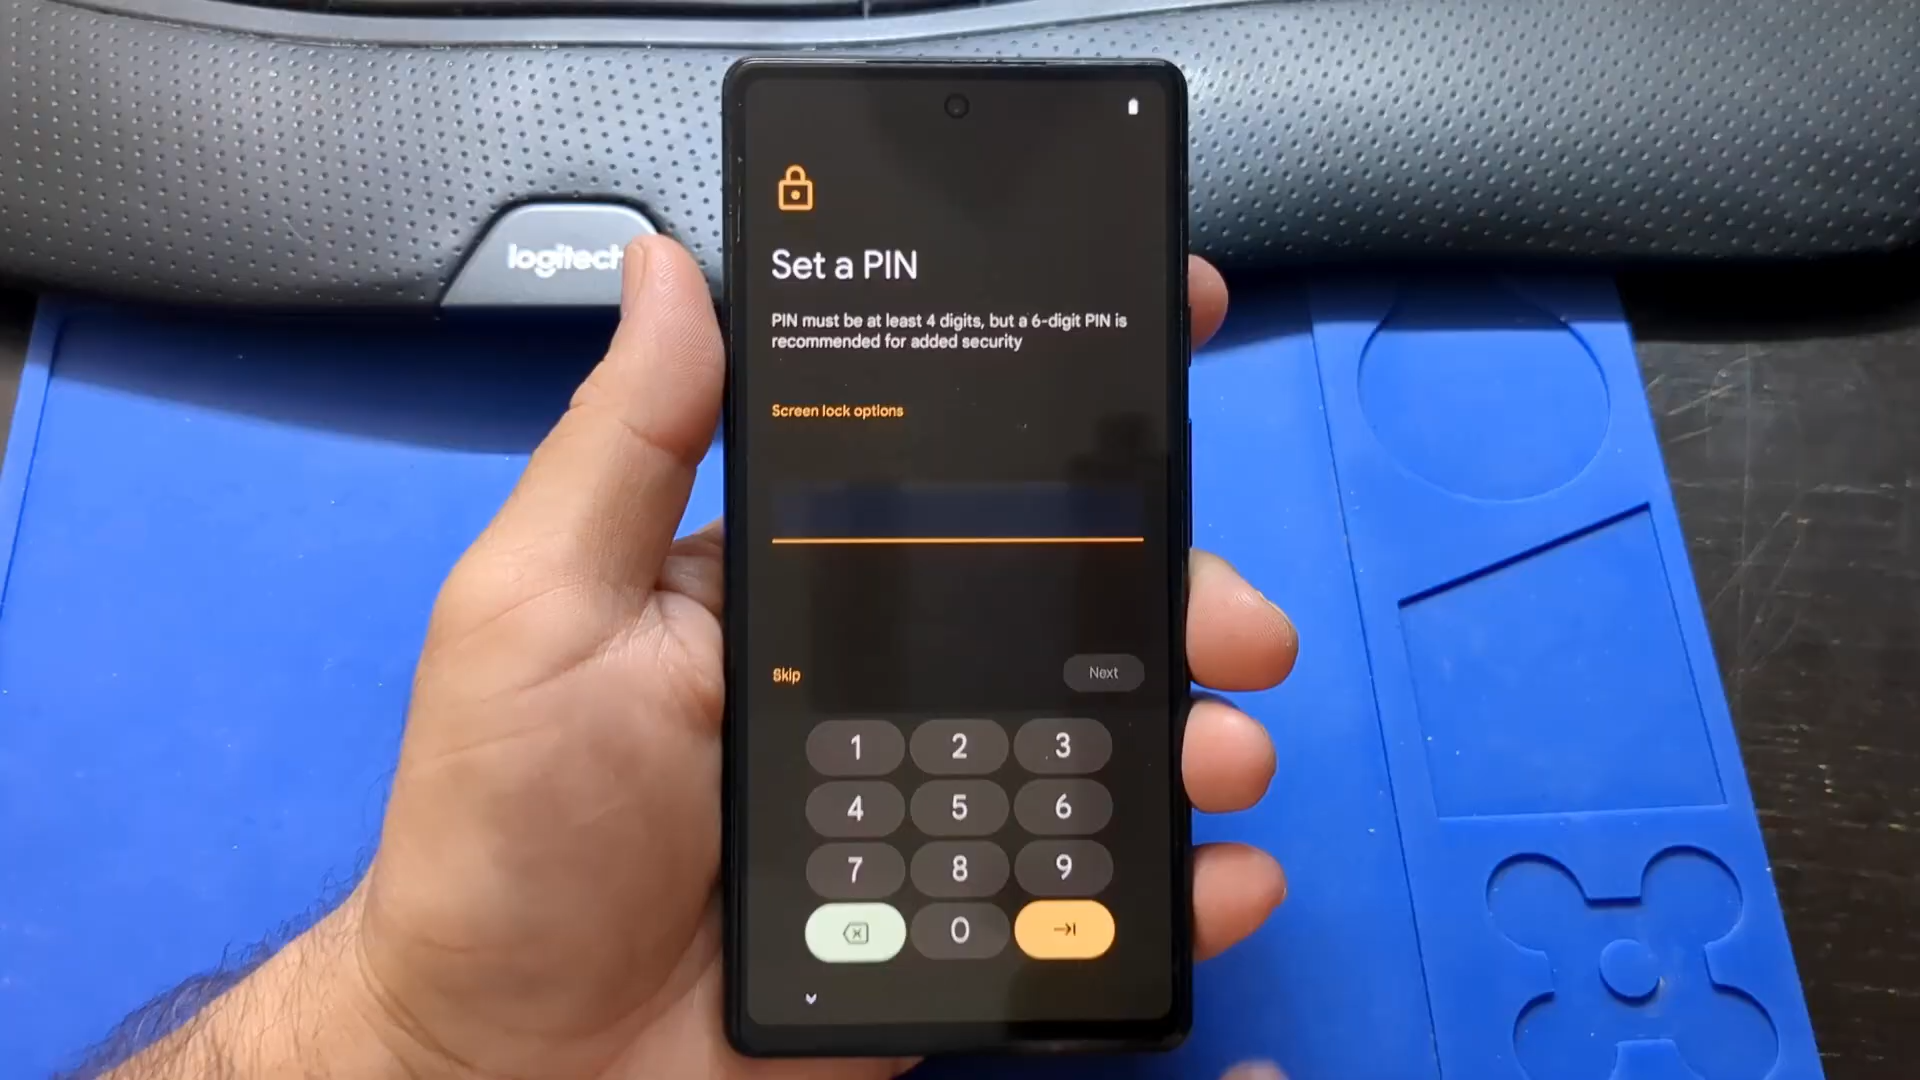 logitech
Set a PIN
PIN must be at least 4 digits, but a 6-digit PIN is
recommended for added security
Screen lock options
Skip
Next
1 2 3
4 5 6
7 8 9
0